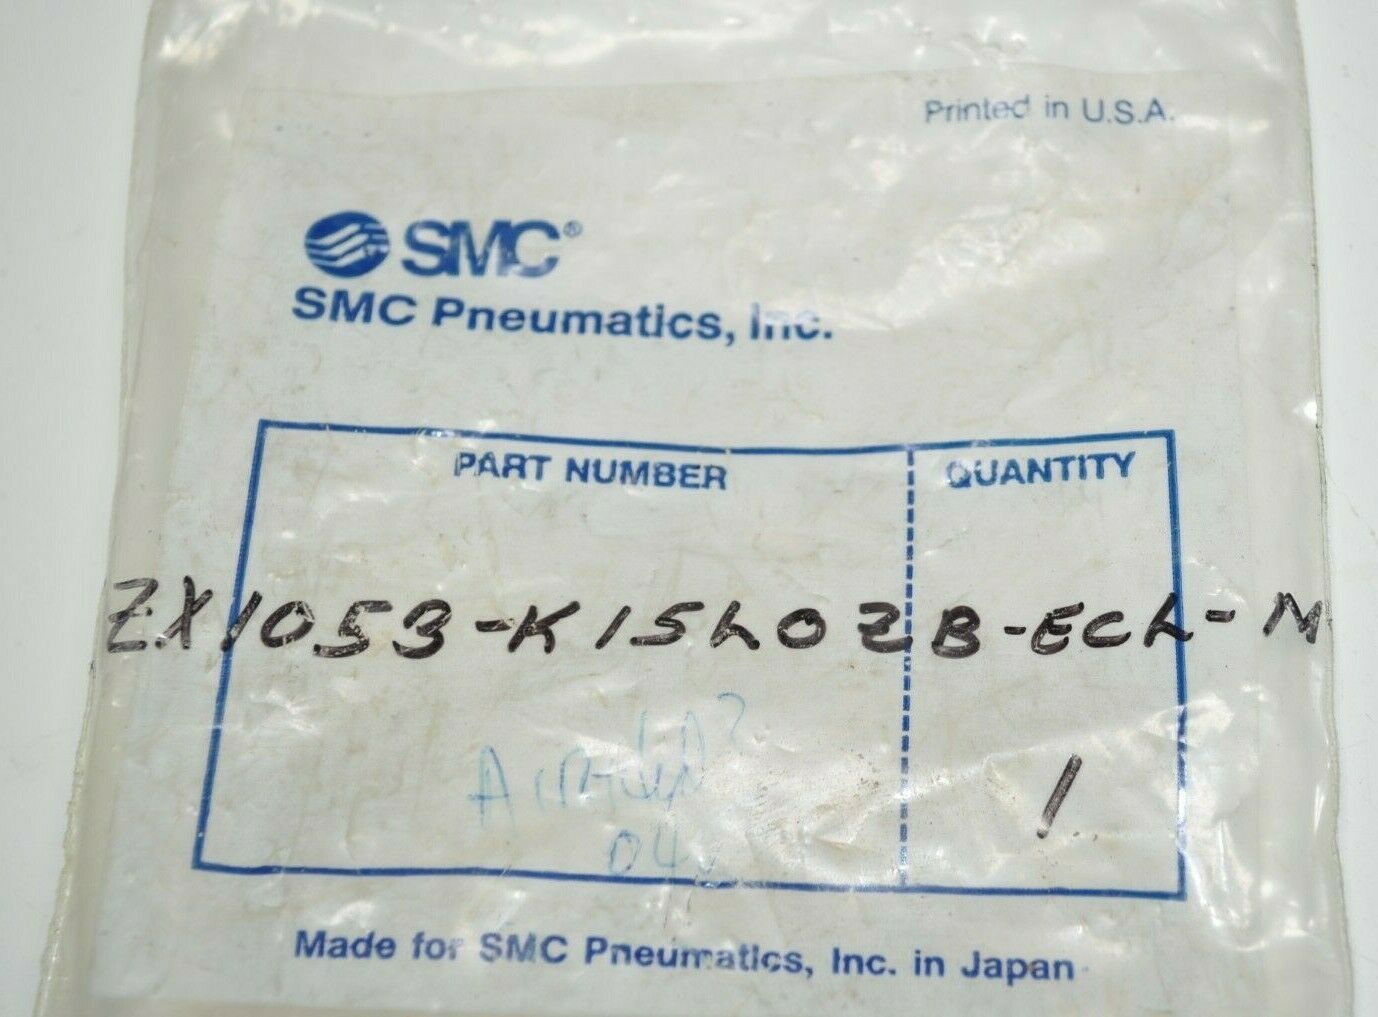 Printed in U.S.A.
SMC®
SMC Pneumatics, Inc.
PART NUMBER QUANTITY
ZX1053-K15LOZB-ECL-N
1
04
Made for SMC Pneumatics, Inc. in Japan